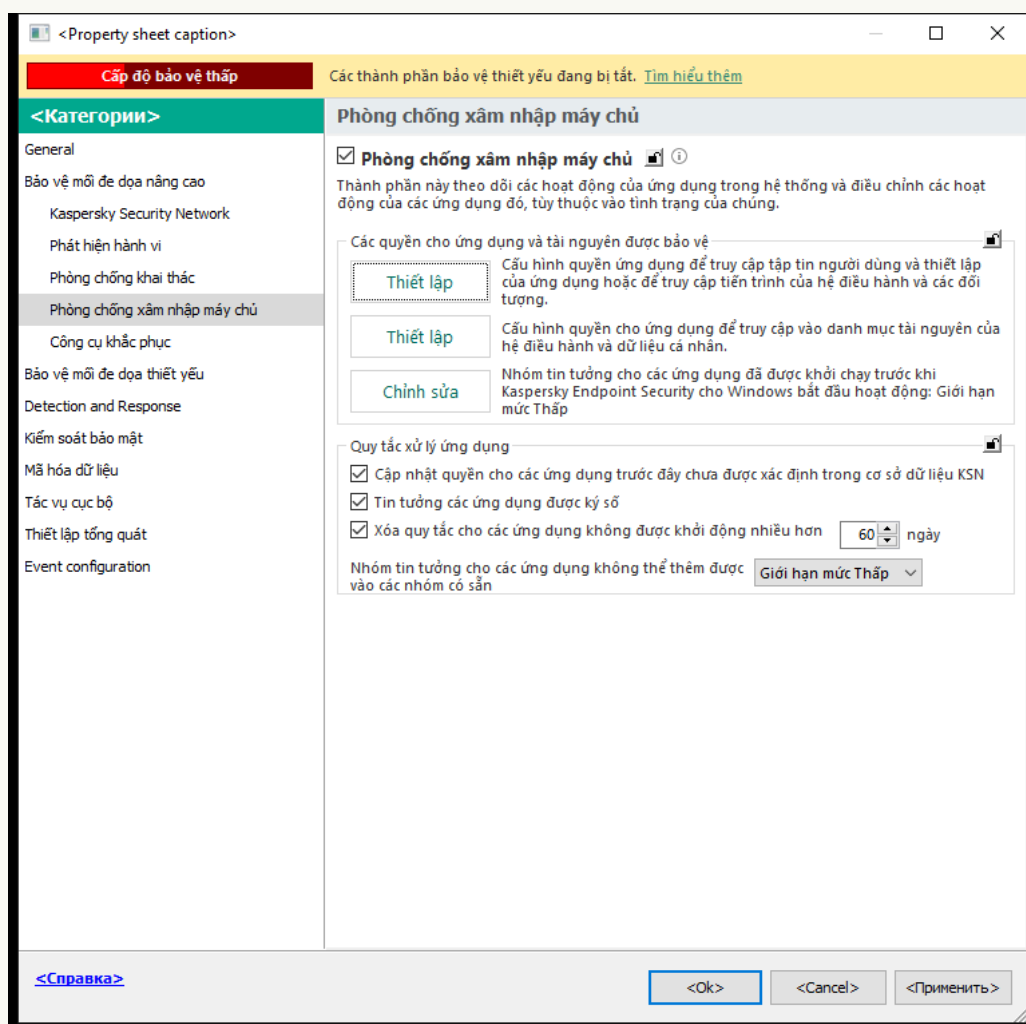 <Property sheet caption>
Cấp độ bảo vệ thấp
Các thành phần bảo vệ thiết yếu đang bị tắt. Tìm hiểu thêm
<Категории>
General
Bảo vệ mối đe dọa nâng cao
Kaspersky Security Network
Phát hiện hành vi
Phòng chống khai thác
Phòng chống xâm nhập máy chủ
Công cụ khắc phục
Bảo vệ mối đe dọa thiết yếu
Detection and Response
Kiểm soát bảo mật
Mã hóa dữ liệu
Tác vụ cục bộ
Thiết lập tổng quát
Event configuration
Phòng chống xâm nhập máy chủ
Phòng chống xâm nhập máy chủ
Thành phần này theo dõi các hoạt động của ứng dụng trong hệ thống và điều chỉnh các hoạt
động của các ứng dụng đó, tùy thuộc vào tình trạng của chúng.
Các quyền cho ứng dụng và tài nguyên được bảo vệ
Thiết lập
Cấu hình quyền ứng dụng để truy cập tập tin người dùng và thiết lập
của ứng dụng hoặc để truy cập tiến trình của hệ điều hành và các đối
tượng.
Thiết lập
Cấu hình quyền cho ứng dụng để truy cập vào danh mục tài nguyên của
hệ điều hành và dữ liệu cá nhân.
Chỉnh sửa
Nhóm tin tưởng cho các ứng dụng đã được khởi chạy trước khi
Kaspersky Endpoint Security cho Windows bắt đầu hoạt động: Giới hạn
mức Thấp
Quy tắc xử lý ứng dụng
Cập nhật quyền cho các ứng dụng trước đây chưa được xác định trong cơ sở dữ liệu KSN
Tin tưởng các ứng dụng được ký số
Xóa quy tắc cho các ứng dụng không được khởi động nhiều hơn 60 ngày
Nhóm tin tưởng cho các ứng dụng không thể thêm được
vào các nhóm có sẵn
Giới hạn mức Thấp
<Справка>
<Ok>
<Cancel>
<Применить>